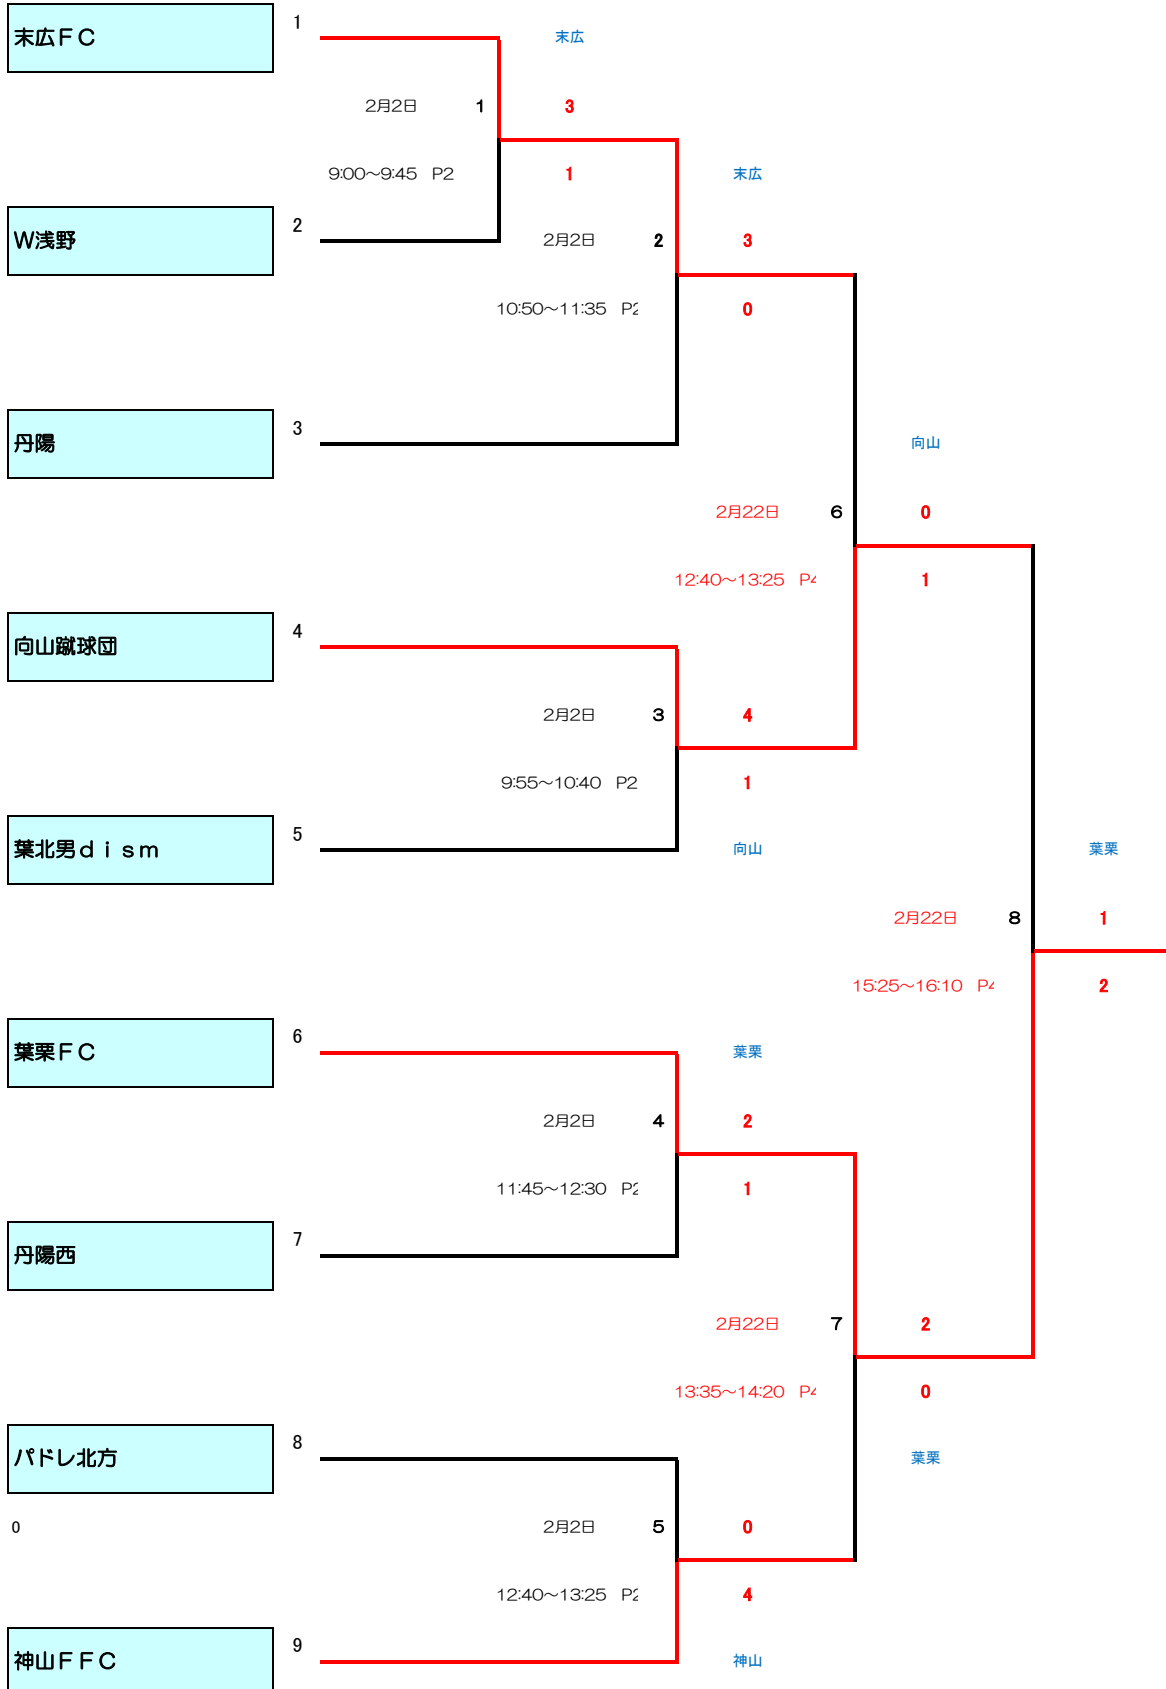 末広ＦＣ 1 末広
2月2日 1 3
9:00～9:45 P2 1 末広
W浅野 2 2月2日 2 3
10:50～11:35 P2 0
丹陽 3 向山
2月22日 6 0
12:40～13:25 P4 1
向山蹴球団 4
2月2日 3 4
9:55～10:40 P2 1
葉北男ｄｉｓｍ 5 向山 葉栗
2月22日 8 1
15:25～16:10 P4 2
葉栗ＦＣ 6 葉栗
2月2日 4 2
11:45～12:30 P2 1
丹陽西 7
2月22日 7 2
13:35～14:20 P4 0
パドレ北方 8 葉栗
0 2月2日 5 0
12:40～13:25 P2 4
神山ＦＦＣ 9 神山